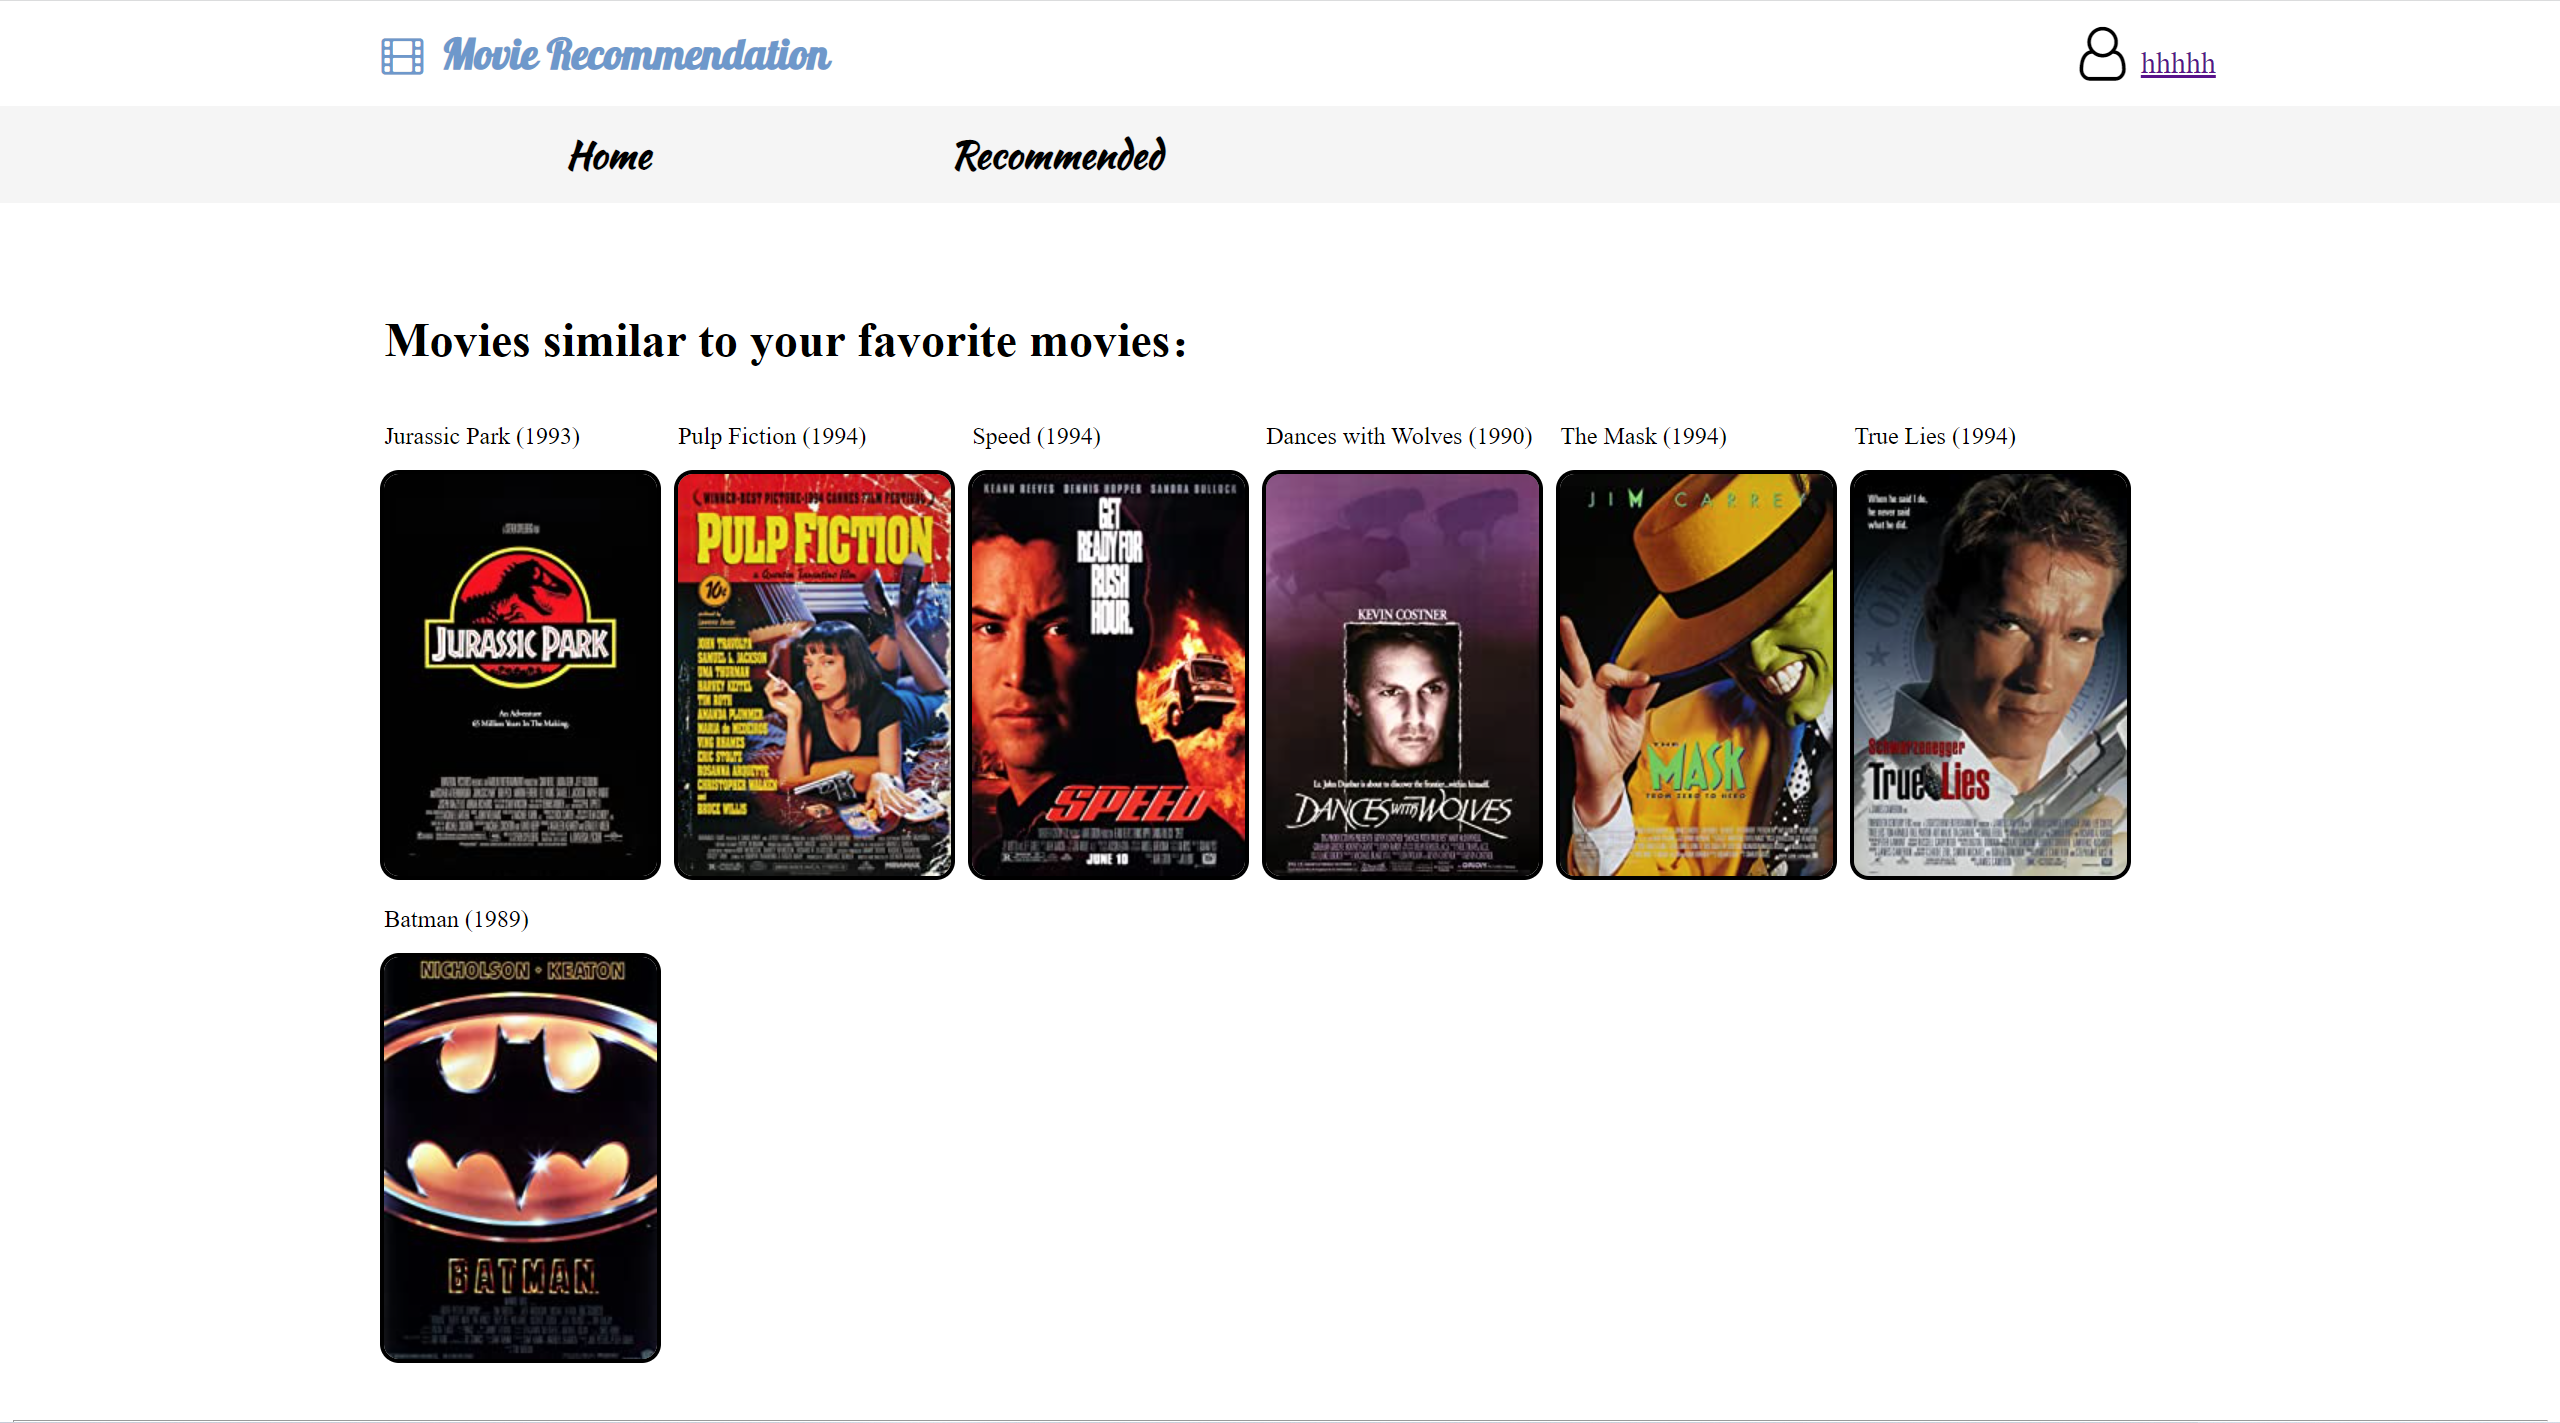 Movie Recommendation
hhhhh
Home
Recommended
Movies similar to your favorite movies：
Jurassic Park (1993)
Pulp Fiction (1994)
Speed (1994)
Dances with Wolves (1990)
The Mask (1994)
True Lies (1994)
JURASSIC PARK
An Adventure
65 Million Years In The Making.
WINNER-BEST PICTURE-1994 CANNES FILM FESTIVAL
PULP FICTION
a Quentin Tarantino film
10¢
JOHN TRAVOLTA
SAMUEL L. JACKSON
UMA THURMAN
HARVEY KEITEL
TIM ROTH
AMANDA PLUMMER
MARIA de MEDEIROS
VING RHAMES
ERIC STOLTZ
ROSANNA ARQUETTE
CHRISTOPHER WALKEN
and
BRUCE WILLIS
MIRAMAX
KEANU REEVES DENNIS HOPPER SANDRA BULLOCK
GET
READY FOR
RUSH
HOUR.
SPEED
JUNE 10
KEVIN COSTNER
Lt. John Dunbar is about to discover the frontier...within himself.
DANCES WITH WOLVES
JIM CARREY
THE
MASK
FROM ZERO TO HERO
When he said I do,
he never said
what he did.
Schwarzenegger
True Lies
Batman (1989)
NICHOLSON • KEATON
BATMAN